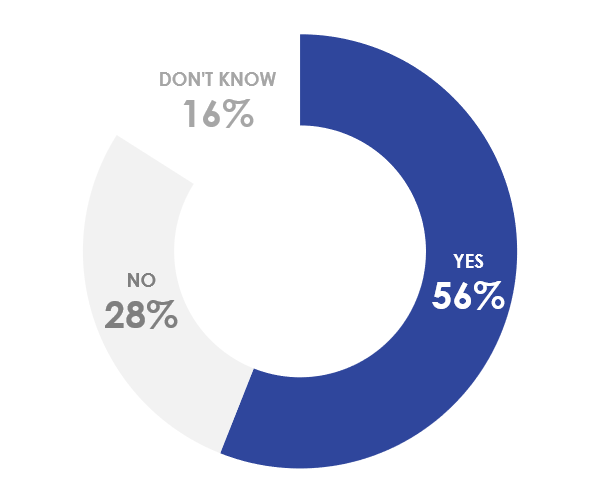 DON'T KNOW
16%
YES
56%
NO
28%